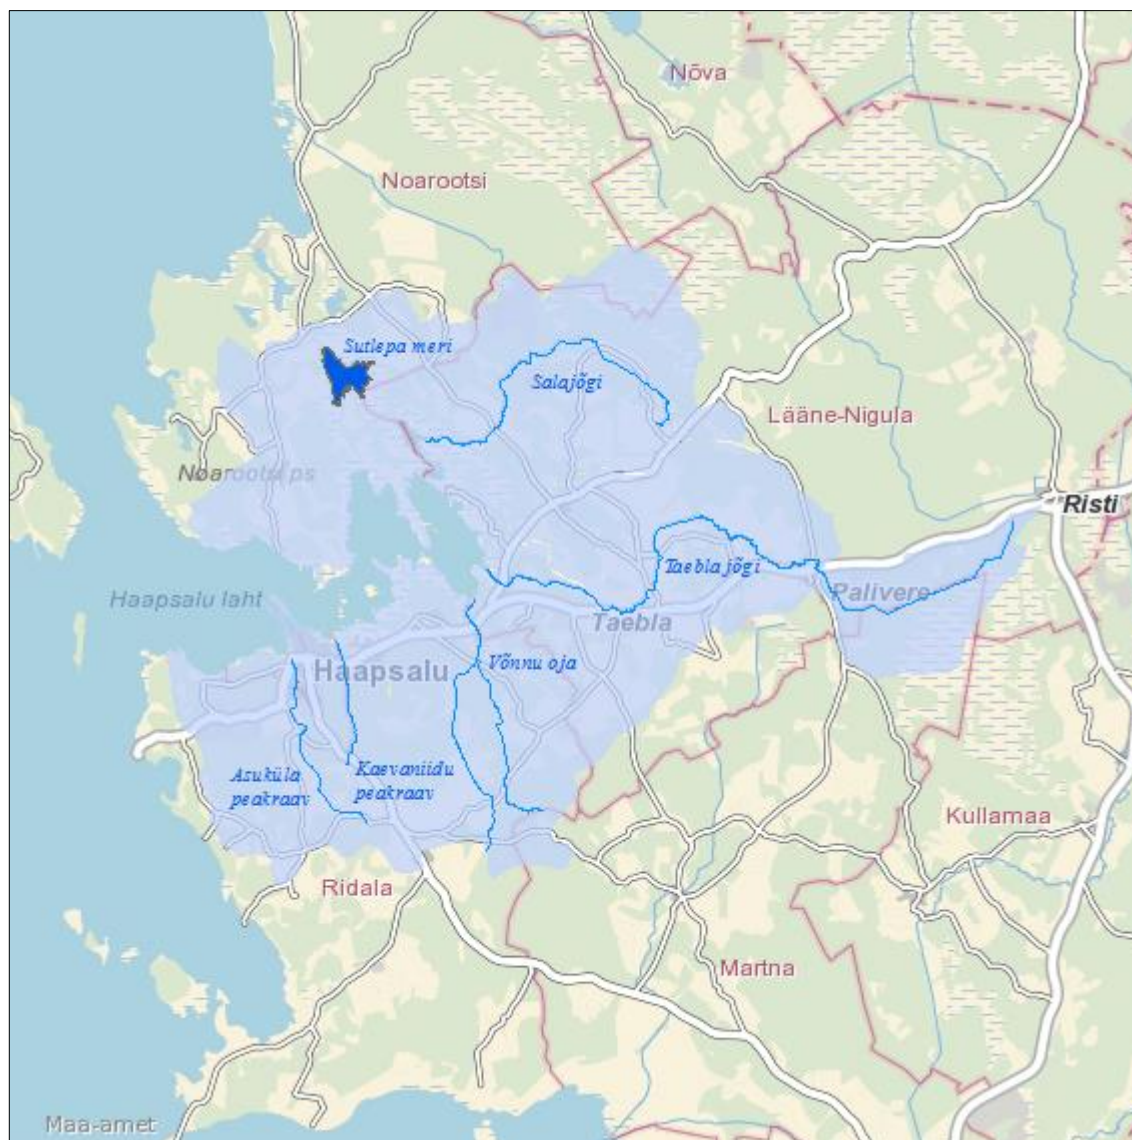 Nõva
Noarootsi
Sutlepa meri
Salajõgi
Lääne-Nigula
Noarootsi ps
Risti
Taebla jõgi
Palivere
Haapsalu laht
Taebla
Haapsalu
Võnnu oja
Asuküla
peakraav
Kaevaniidu
peakraav
Kullamaa
Ridala
Martna
Maa-amet